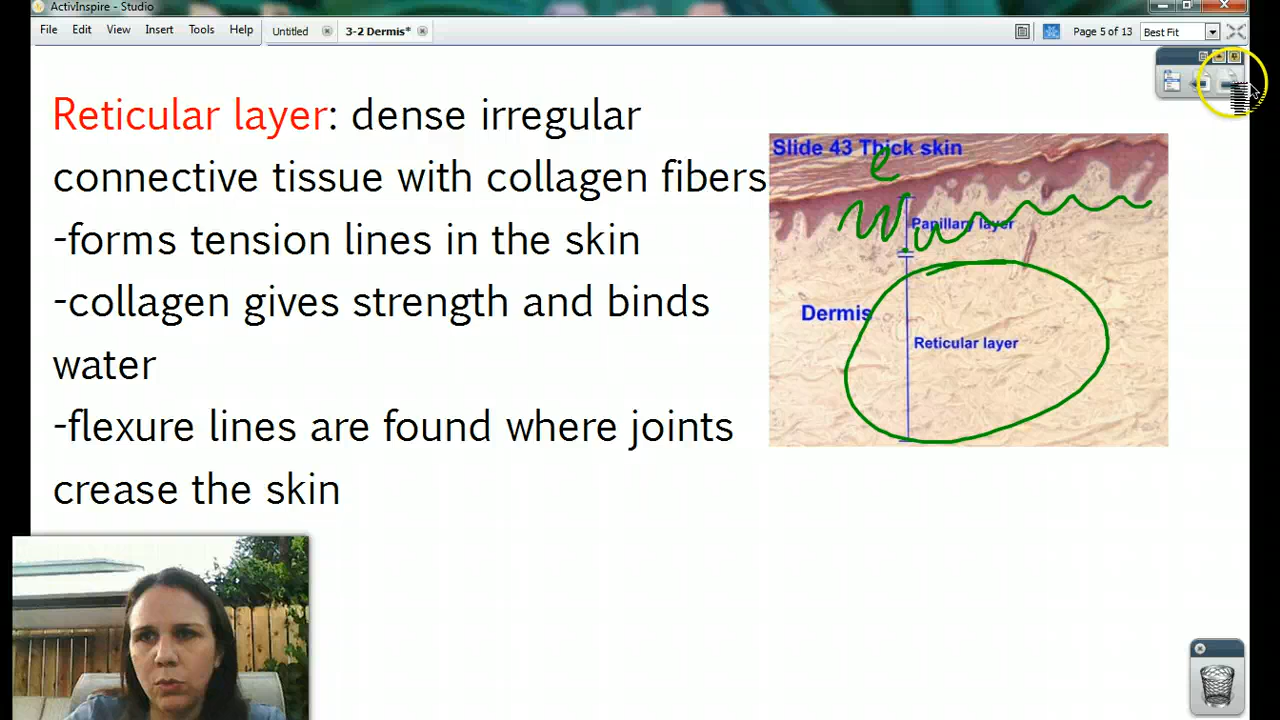 ActivInspire - Studio
File Edit View Insert Tools Help Untitled 3-2 Dermis* Page 5 of 13 Best Fit
Reticular layer: dense irregular
connective tissue with collagen fibers
-forms tension lines in the skin
-collagen gives strength and binds
water
-flexure lines are found where joints
crease the skin
Slide 43 Thick skin
e
Papillary layer
Dermis
Reticular layer